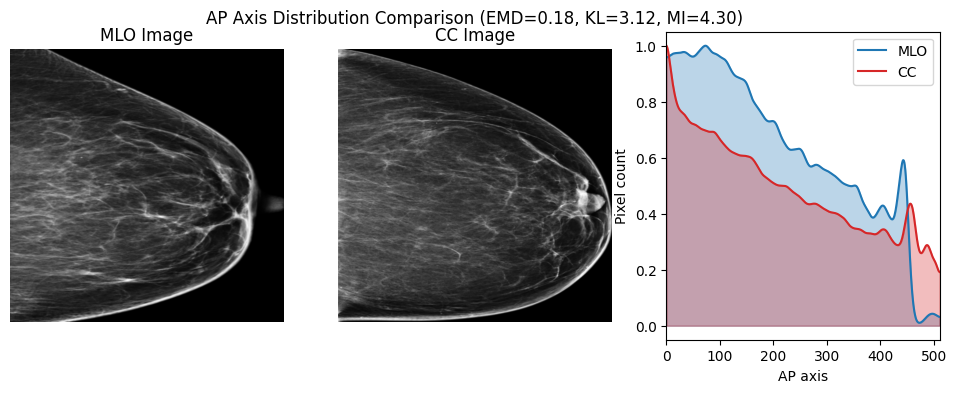 AP Axis Distribution Comparison (EMD=0.18, KL=3.12, MI=4.30)
MLO Image
CC Image
MLO
CC
1.0
0.8
0.6
0.4
0.2
0.0
Pixel count
0 100 200 300 400 500
AP axis